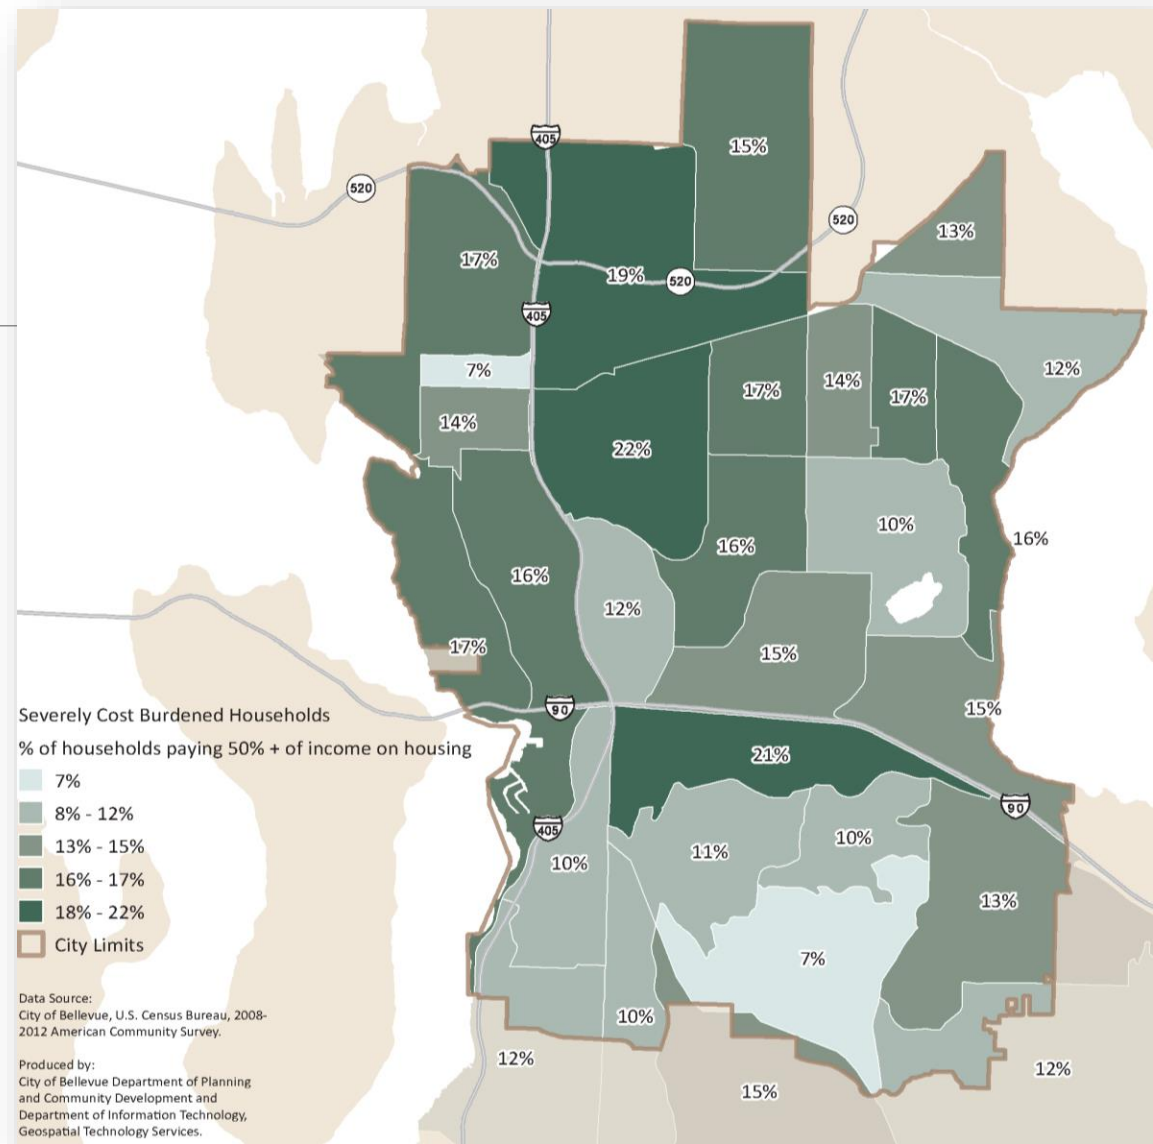 405
15%
520
520
13%
17%
19%
520
405
7%
12%
17%
14%
17%
14%
22%
10%
16%
16%
16%
12%
17%
15%
90
15%
Severely Cost Burdened Households
% of households paying 50% + of income on housing
7%
8% - 12%
13% - 15%
16% - 17%
18% - 22%
City Limits
21%
90
405
10%
11%
10%
13%
7%
10%
12%
15%
12%
Data Source:
City of Bellevue, U.S. Census Bureau, 2008-
2012 American Community Survey.
Produced by:
City of Bellevue Department of Planning
and Community Development and
Department of Information Technology,
Geospatial Technology Services.